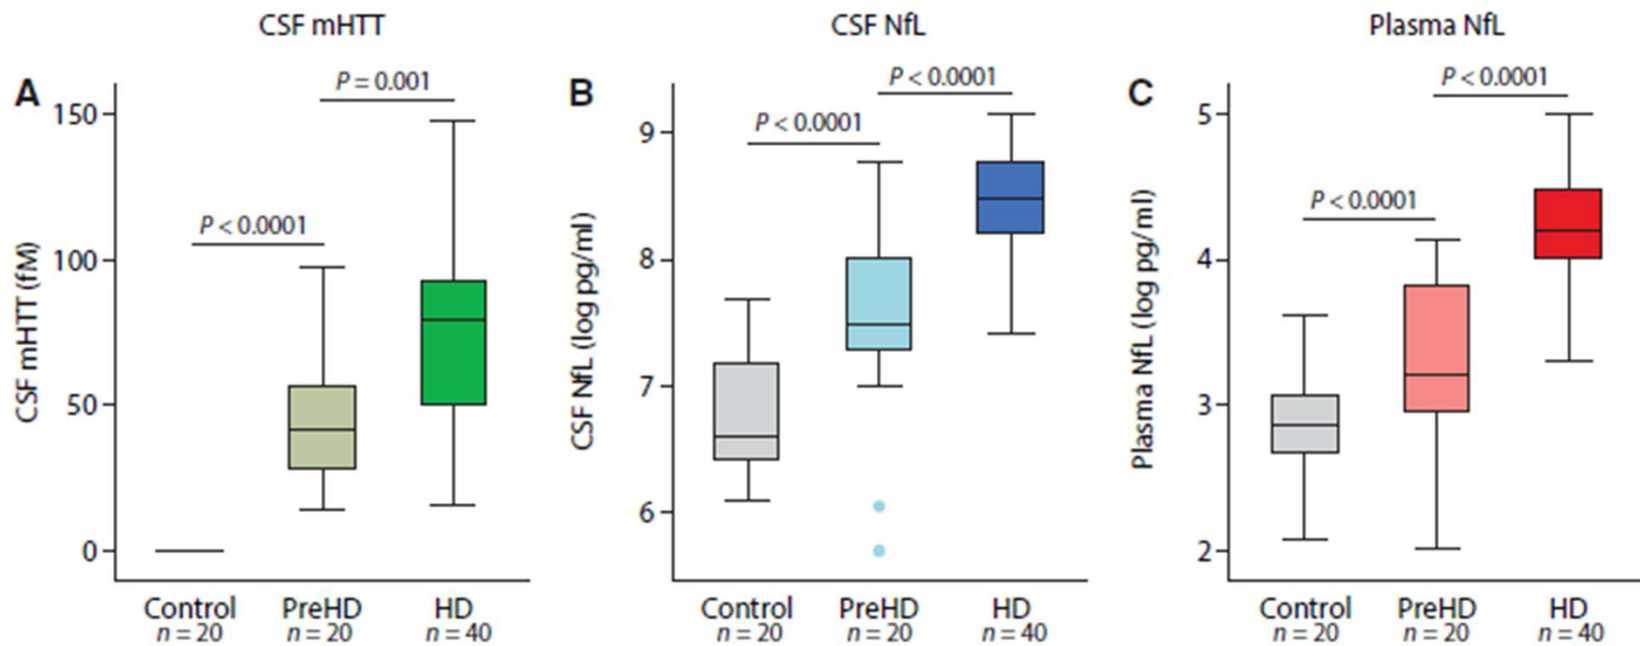 CSF mHTT
A
CSF mHTT (fM)
150
100
50
0
P = 0.001
P < 0.0001
Control
n = 20
PreHD
n = 20
HD
n = 40
CSF NfL
B
CSF NfL (log pg/ml)
9
8
7
6
P < 0.0001
P < 0.0001
Control
n = 20
PreHD
n = 20
HD
n = 40
Plasma NfL
C
Plasma NfL (log pg/ml)
5
4
3
2
P < 0.0001
P < 0.0001
Control
n = 20
PreHD
n = 20
HD
n = 40